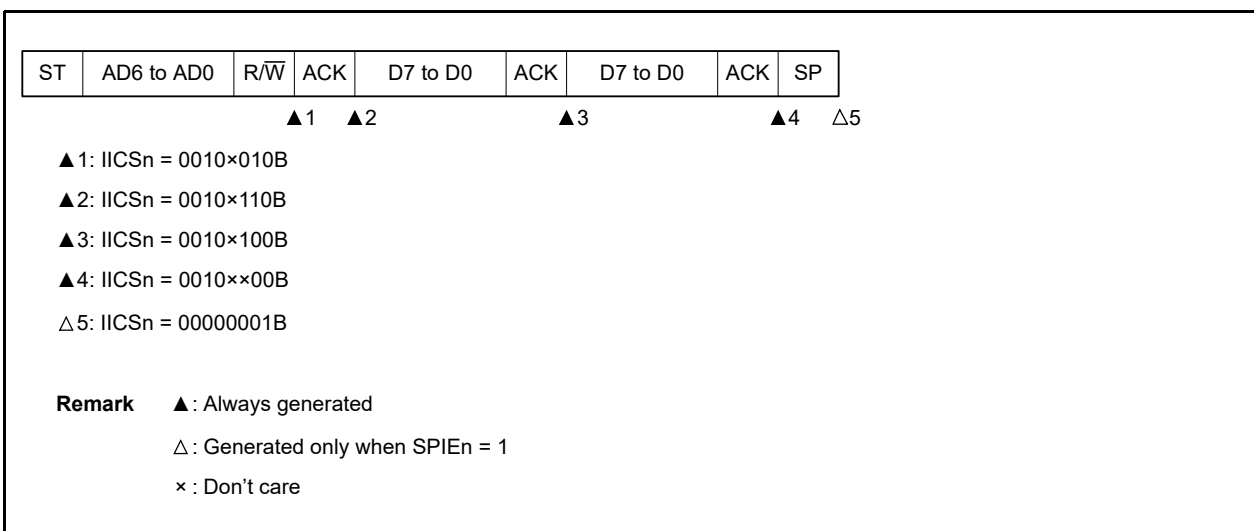 ST AD6 to AD0 R/W̅ ACK D7 to D0 ACK D7 to D0 ACK SP
▲1 ▲2 ▲3 ▲4 △5
▲1: IICSn = 0010×010B
▲2: IICSn = 0010×110B
▲3: IICSn = 0010×100B
▲4: IICSn = 0010××00B
△5: IICSn = 00000001B
Remark ▲: Always generated
△: Generated only when SPIEn = 1
×: Don't care